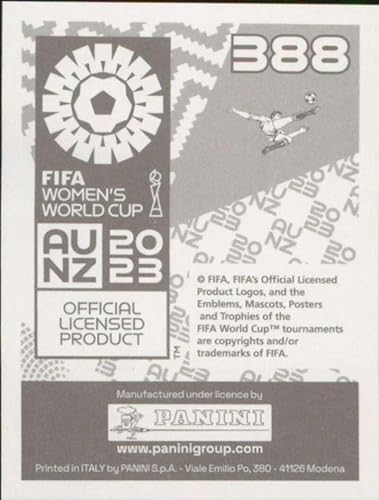 388
FIFA
WOMEN'S
WORLD CUP
AU 20
NZ 23
OFFICIAL
LICENSED
PRODUCT
TM
© FIFA, FIFA's Official Licensed
Product Logos, and the
Emblems, Mascots, Posters
and Trophies of the
FIFA World Cup™ tournaments
are copyrights and/or
trademarks of FIFA.
Manufactured under licence by
PANINI
www.paninigroup.com
Printed in ITALY by PANINI S.p.A. - Viale Emilio Po, 380 - 41126 Modena